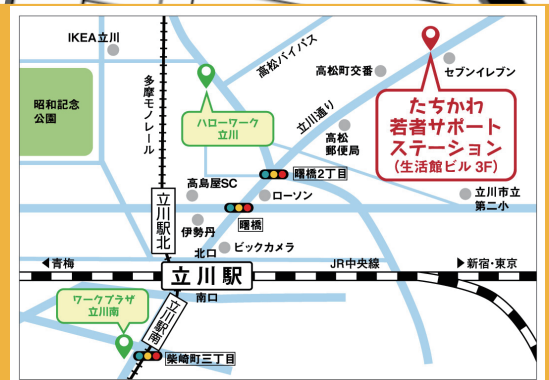 IKEA立川
高松バイパス
高松町交番
セブンイレブン
昭和記念
公園
多摩モノレール
ハローワーク
立川
立川通り
高松
郵便局
たちかわ
若者サポート
ステーション
(生活館ビル 3F)
曙橋2丁目
高島屋SC
ローソン
立川市立
第二小
立川駅北
伊勢丹
曙橋
北口
ビックカメラ
◀青梅
立川駅
JR中央線
▶新宿・東京
ワークプラザ
立川南
南口
立川駅南
柴崎町三丁目